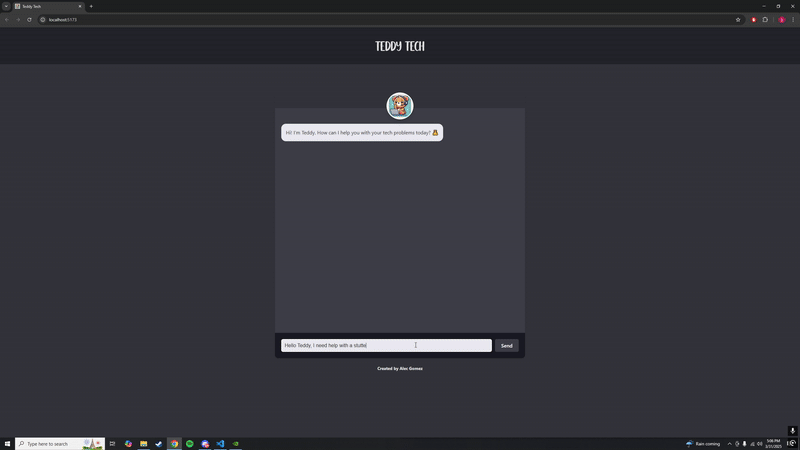 Teddy Tech
localhost:5173
TEDDY TECH
Hi! I'm Teddy. How can I help you with your tech problems today? 🧸
Hello Teddy, I need help with a stutte
Send
Created by Alec Gomez
Type here to search
Rain coming
5:06 PM
3/31/2025